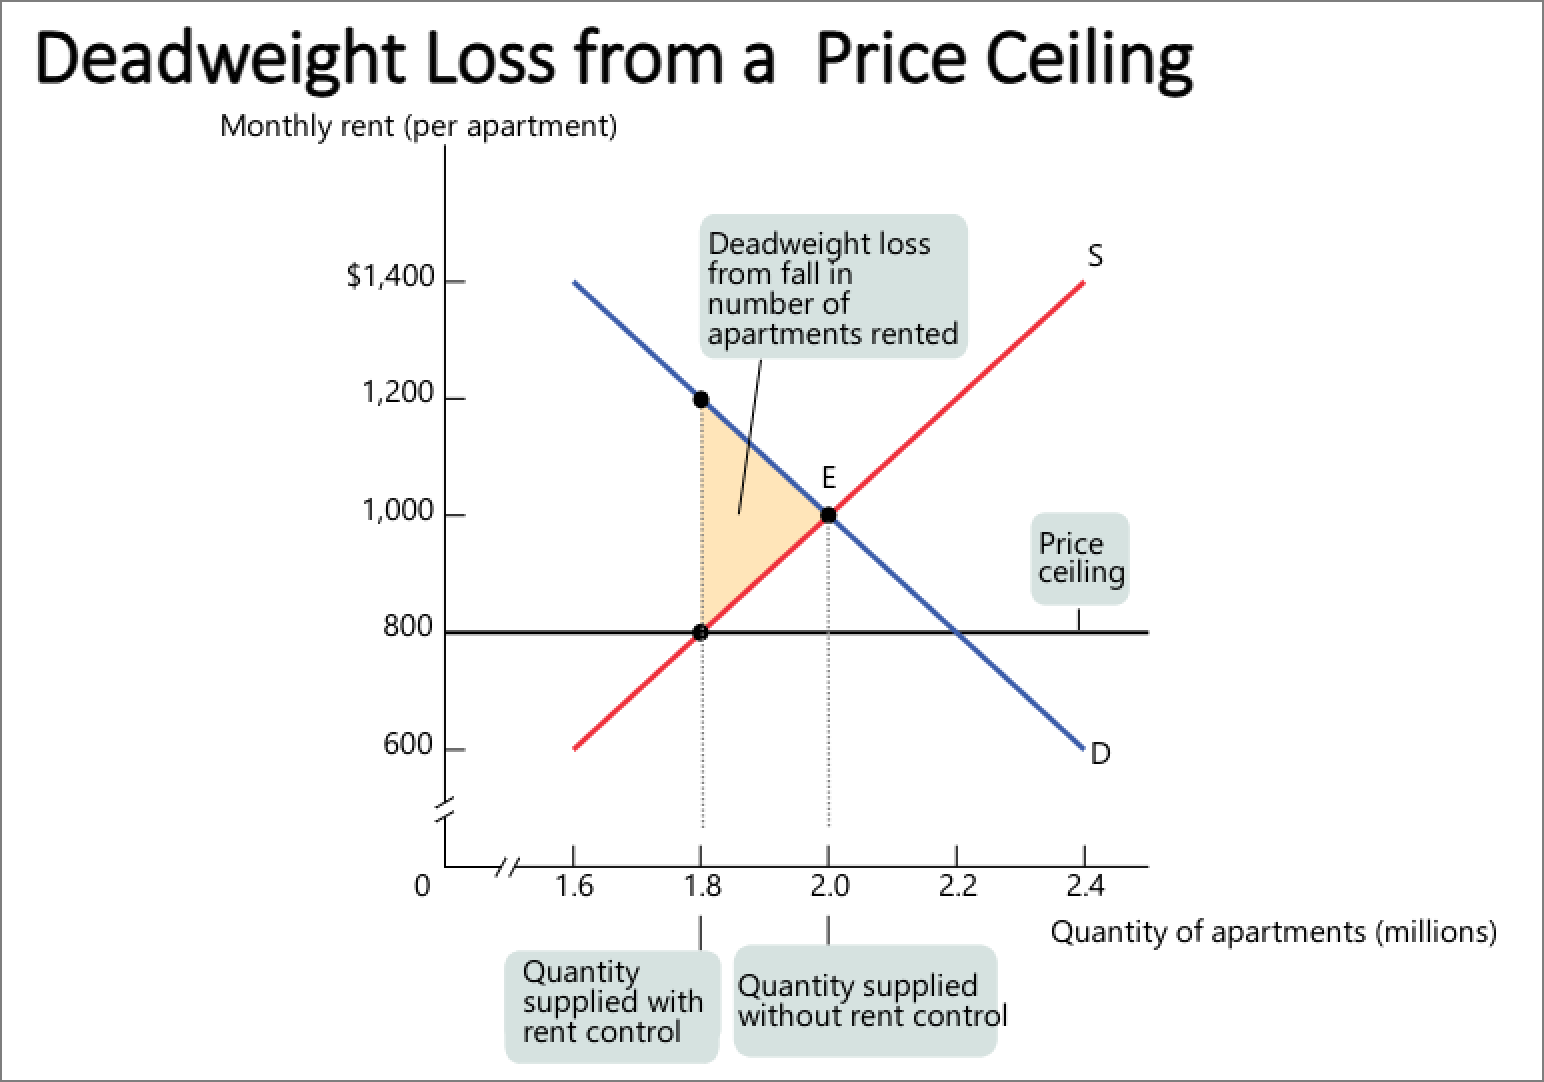 Deadweight Loss from a Price Ceiling
Monthly rent (per apartment)
Deadweight loss
from fall in
number of
apartments rented
S
$1,400
1,200
E
1,000
Price
ceiling
800
600
D
0
1.6
1.8
2.0
2.2
2.4
Quantity of apartments (millions)
Quantity
supplied with
rent control
Quantity supplied
without rent control